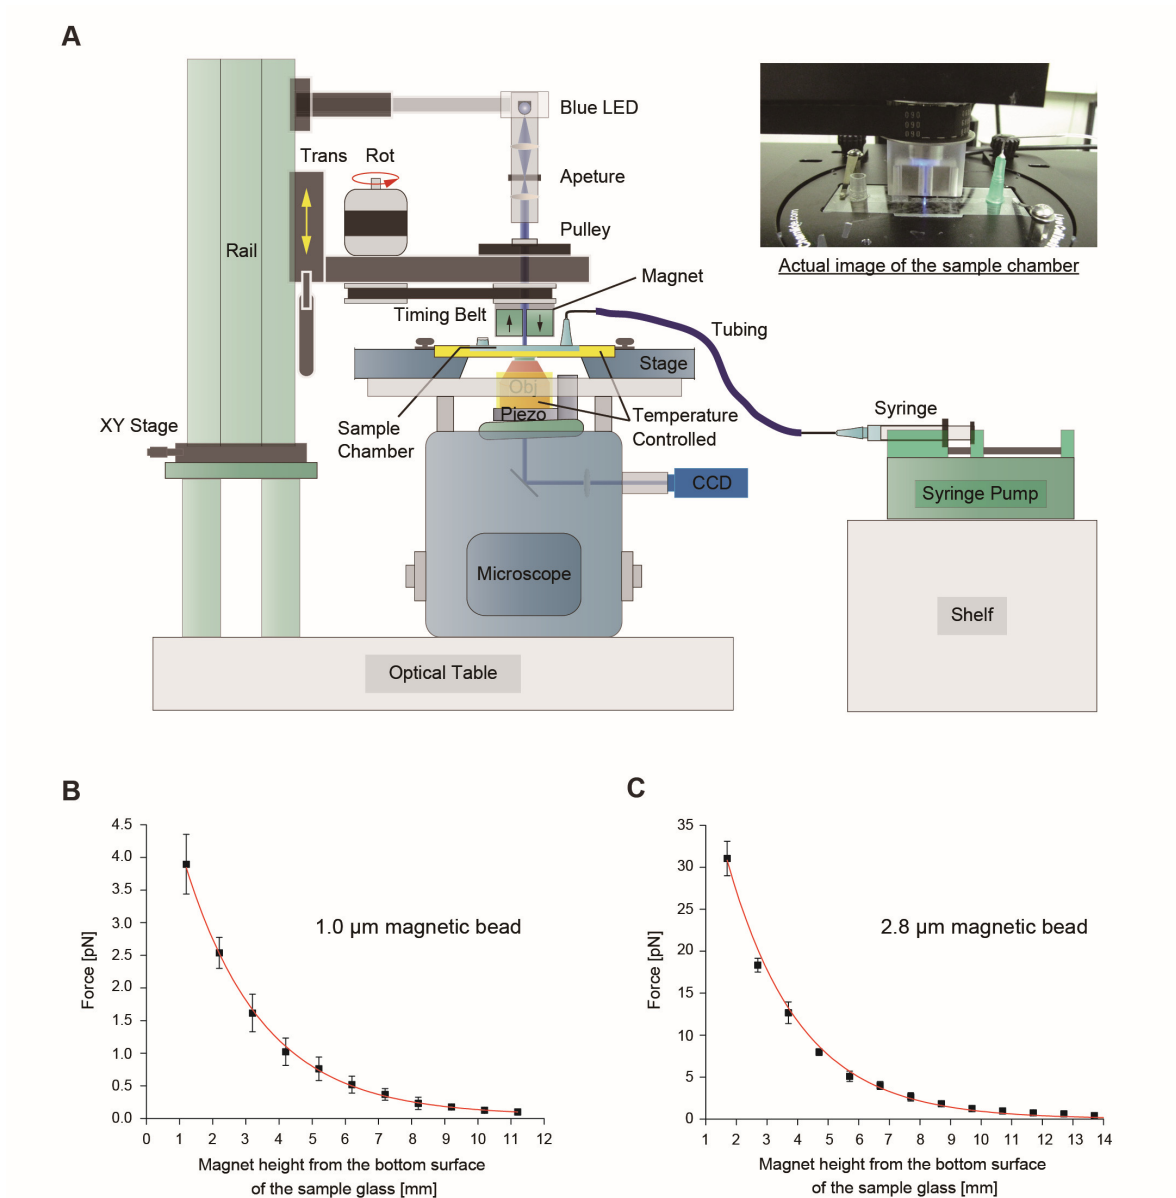 A
Blue LED
Trans Rot
Apeture
Pulley
Rail
Actual image of the sample chamber
Magnet
Timing Belt
Tubing
Stage
Obj
Piezo
Syringe
XY Stage
Sample
Chamber
Temperature
Controlled
CCD
Syringe Pump
Microscope
Shelf
Optical Table
B
4.5
4.0
3.5
3.0
2.5
2.0
1.5
1.0
0.5
0.0
Force [pN]
1.0 µm magnetic bead
0 1 2 3 4 5 6 7 8 9 10 11 12
Magnet height from the bottom surface
of the sample glass [mm]
C
35
30
25
20
15
10
5
0
Force [pN]
2.8 µm magnetic bead
1 2 3 4 5 6 7 8 9 10 11 12 13 14
Magnet height from the bottom surface
of the sample glass [mm]